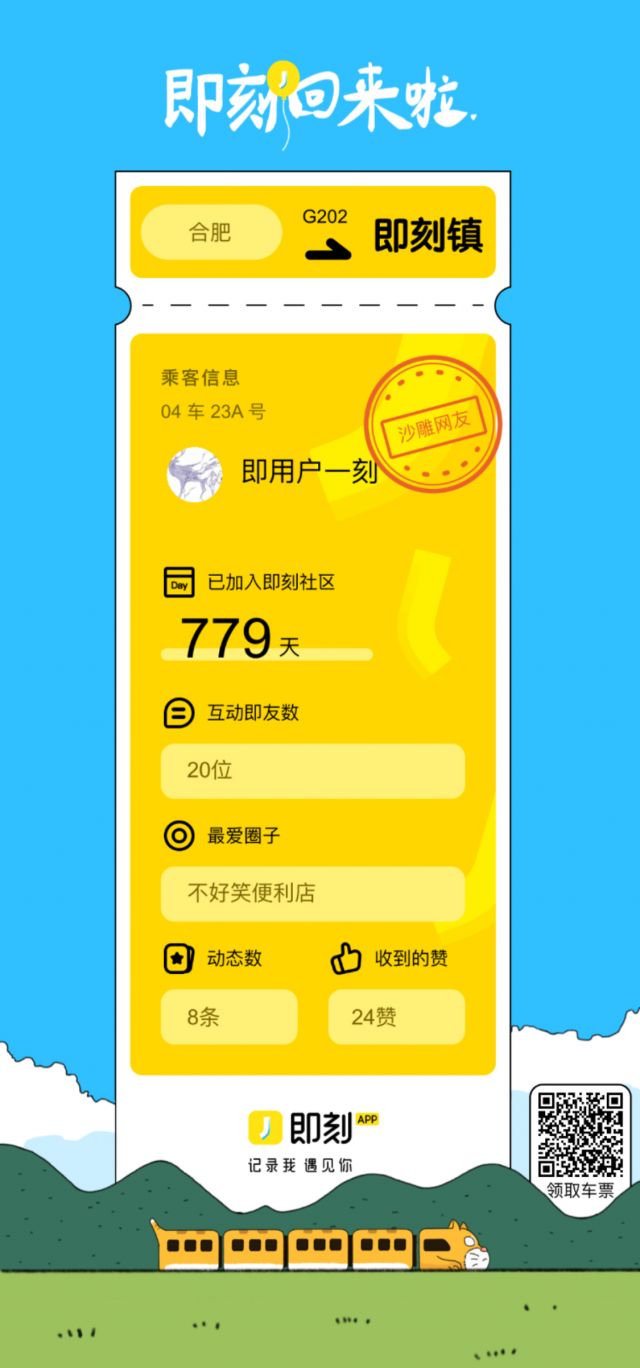 即刻回来啦
合肥
G202
即刻镇
乘客信息
04 车 23A 号
沙雕网友
即用户一刻
Day
已加入即刻社区
779 天
互动即友数
20位
最爱圈子
不好笑便利店
动态数
收到的赞
8条
24赞
即刻 APP
记录我 遇见你
领取车票